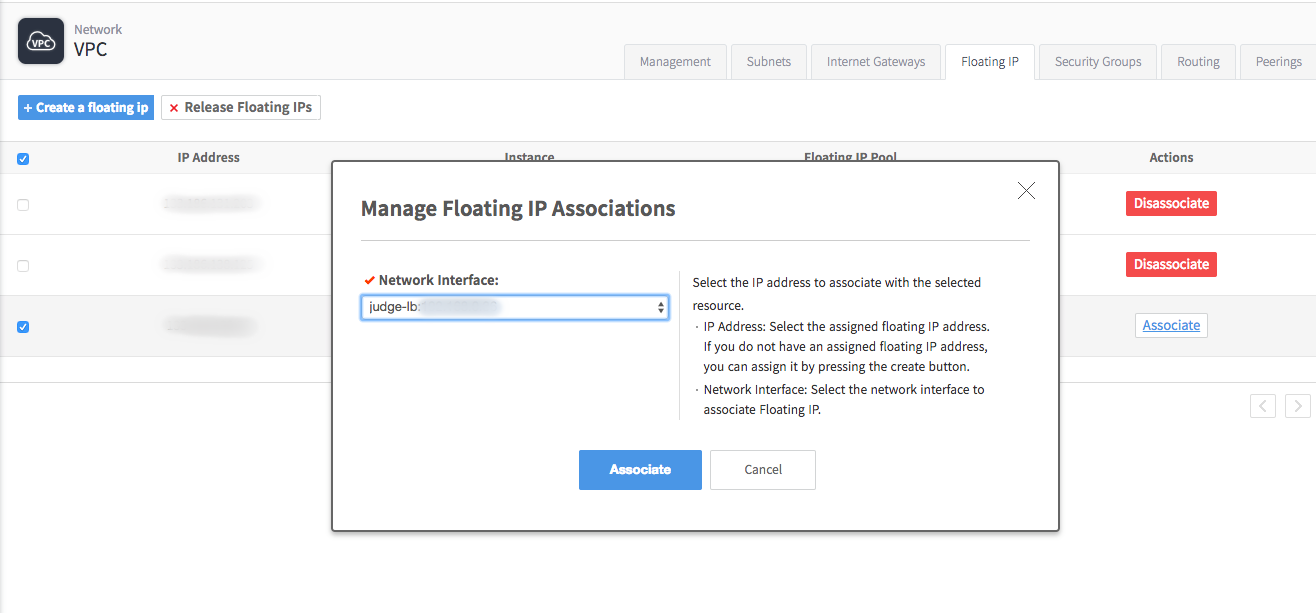 VPC
Network
VPC
Management
Subnets
Internet Gateways
Floating IP
Security Groups
Routing
Peerings
+ Create a floating ip
× Release Floating IPs
IP Address
Instance
Floating IP Pool
Actions
Disassociate
Disassociate
Associate
Manage Floating IP Associations
Network Interface:
judge-lb:
Select the IP address to associate with the selected
resource.
· IP Address: Select the assigned floating IP address.
If you do not have an assigned floating IP address,
you can assign it by pressing the create button.
· Network Interface: Select the network interface to
associate Floating IP.
Associate
Cancel